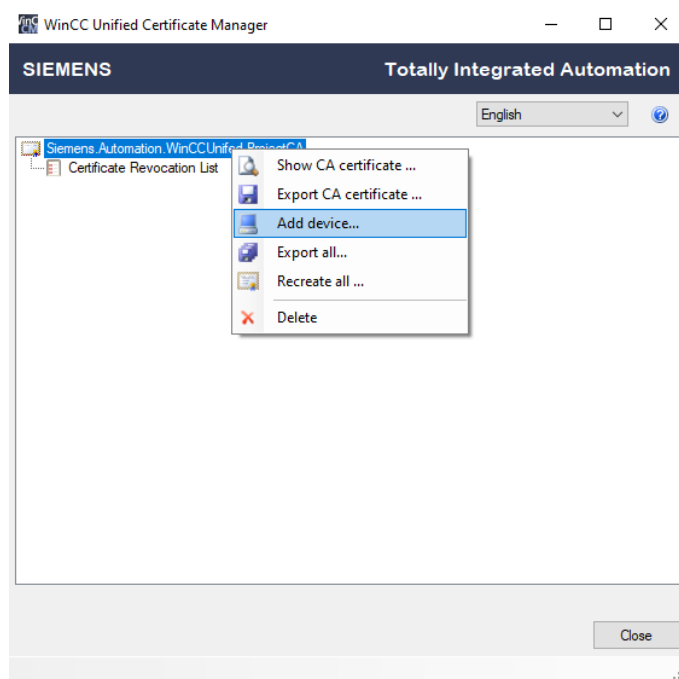 WinCC Unified Certificate Manager
SIEMENS
Totally Integrated Automation
English
Siemens.Automation.WinCCUnified.ProjectCA
Certificate Revocation List
Show CA certificate ...
Export CA certificate ...
Add device...
Export all...
Recreate all ...
Delete
Close